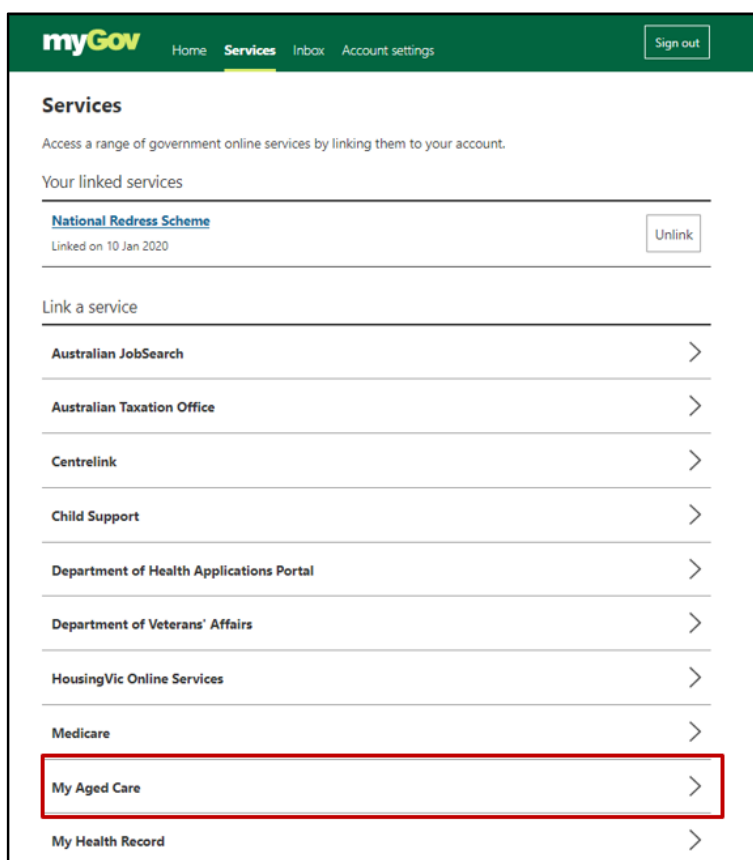 myGov Home Services Inbox Account settings Sign out
Services
Access a range of government online services by linking them to your account.
Your linked services
National Redress Scheme
Linked on 10 Jan 2020
Unlink
Link a service
Australian JobSearch
Australian Taxation Office
Centrelink
Child Support
Department of Health Applications Portal
Department of Veterans' Affairs
HousingVic Online Services
Medicare
My Aged Care
My Health Record